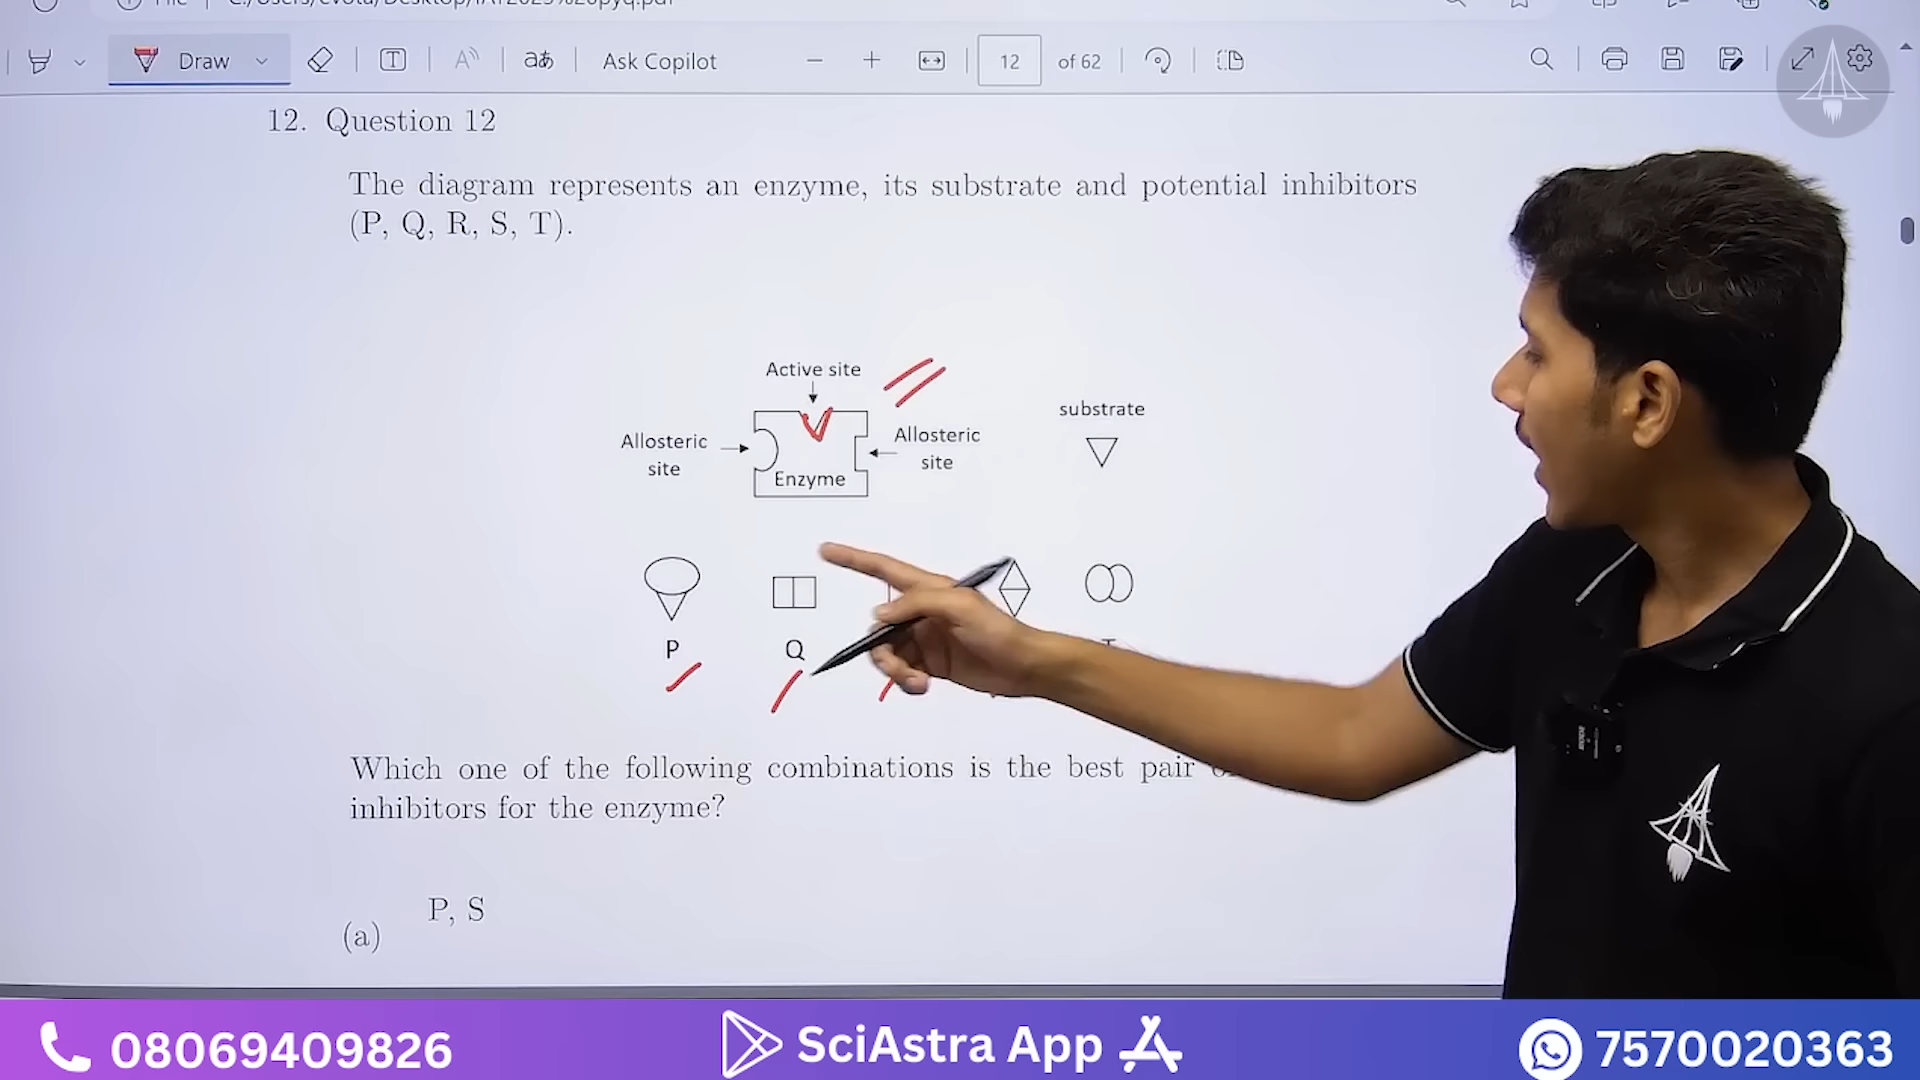 Draw
T
A
aあ
Ask Copilot
12
of 62
12. Question 12
The diagram represents an enzyme, its substrate and potential inhibitors
(P, Q, R, S, T).
Active site
substrate
Allosteric
site
Allosteric
site
Enzyme
P
Q
Which one of the following combinations is the best pair
inhibitors for the enzyme?
P, S
(a)
08069409826
SciAstra App
7570020363